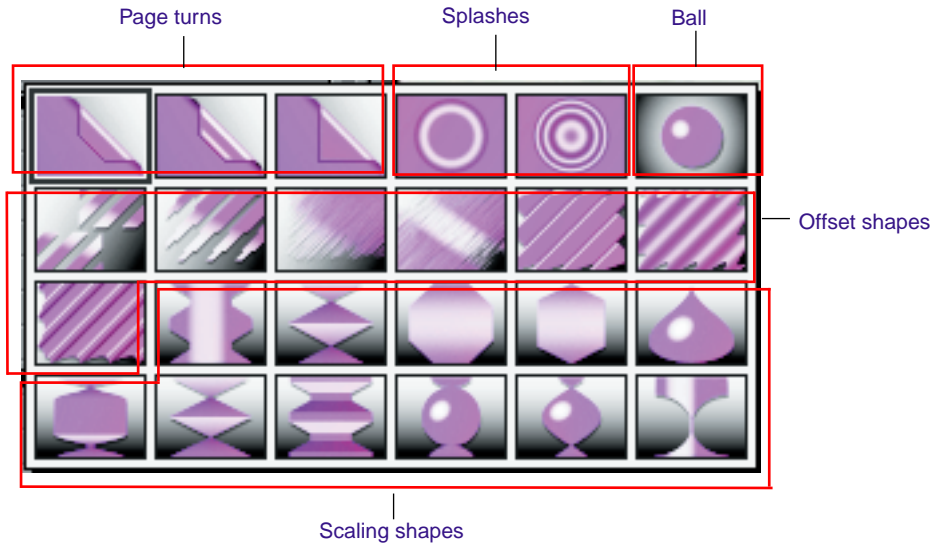 Page turns
Splashes
Ball
Offset shapes
Scaling shapes